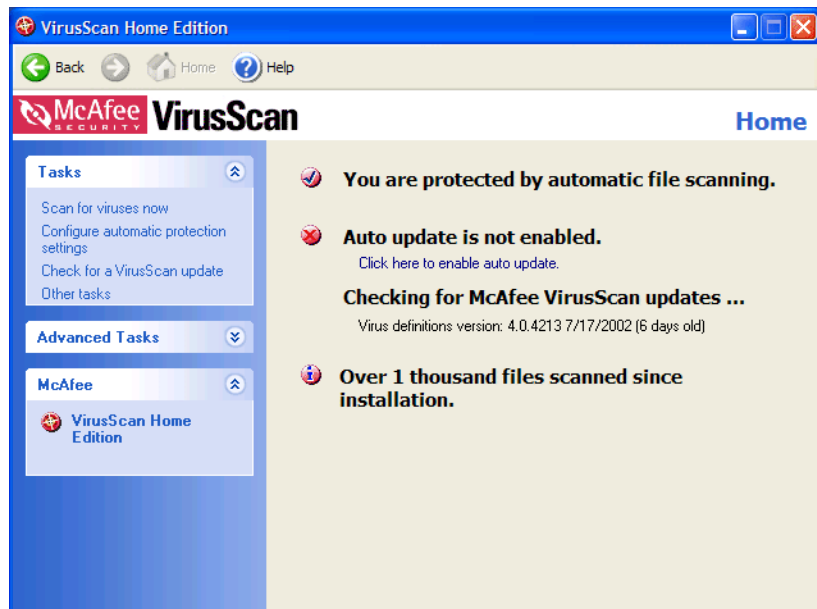 VirusScan Home Edition
Back Home Help
McAfee SECURITY VirusScan
Home
Tasks
Scan for viruses now
Configure automatic protection
settings
Check for a VirusScan update
Other tasks
Advanced Tasks
McAfee
VirusScan Home
Edition
You are protected by automatic file scanning.
Auto update is not enabled.
Click here to enable auto update.
Checking for McAfee VirusScan updates ...
Virus definitions version: 4.0.4213 7/17/2002 (6 days old)
Over 1 thousand files scanned since
installation.